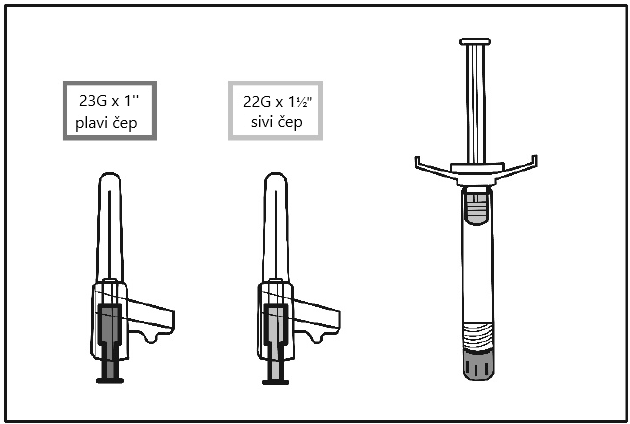 23G x 1''
plavi čep
22G x 1½"
sivi čep